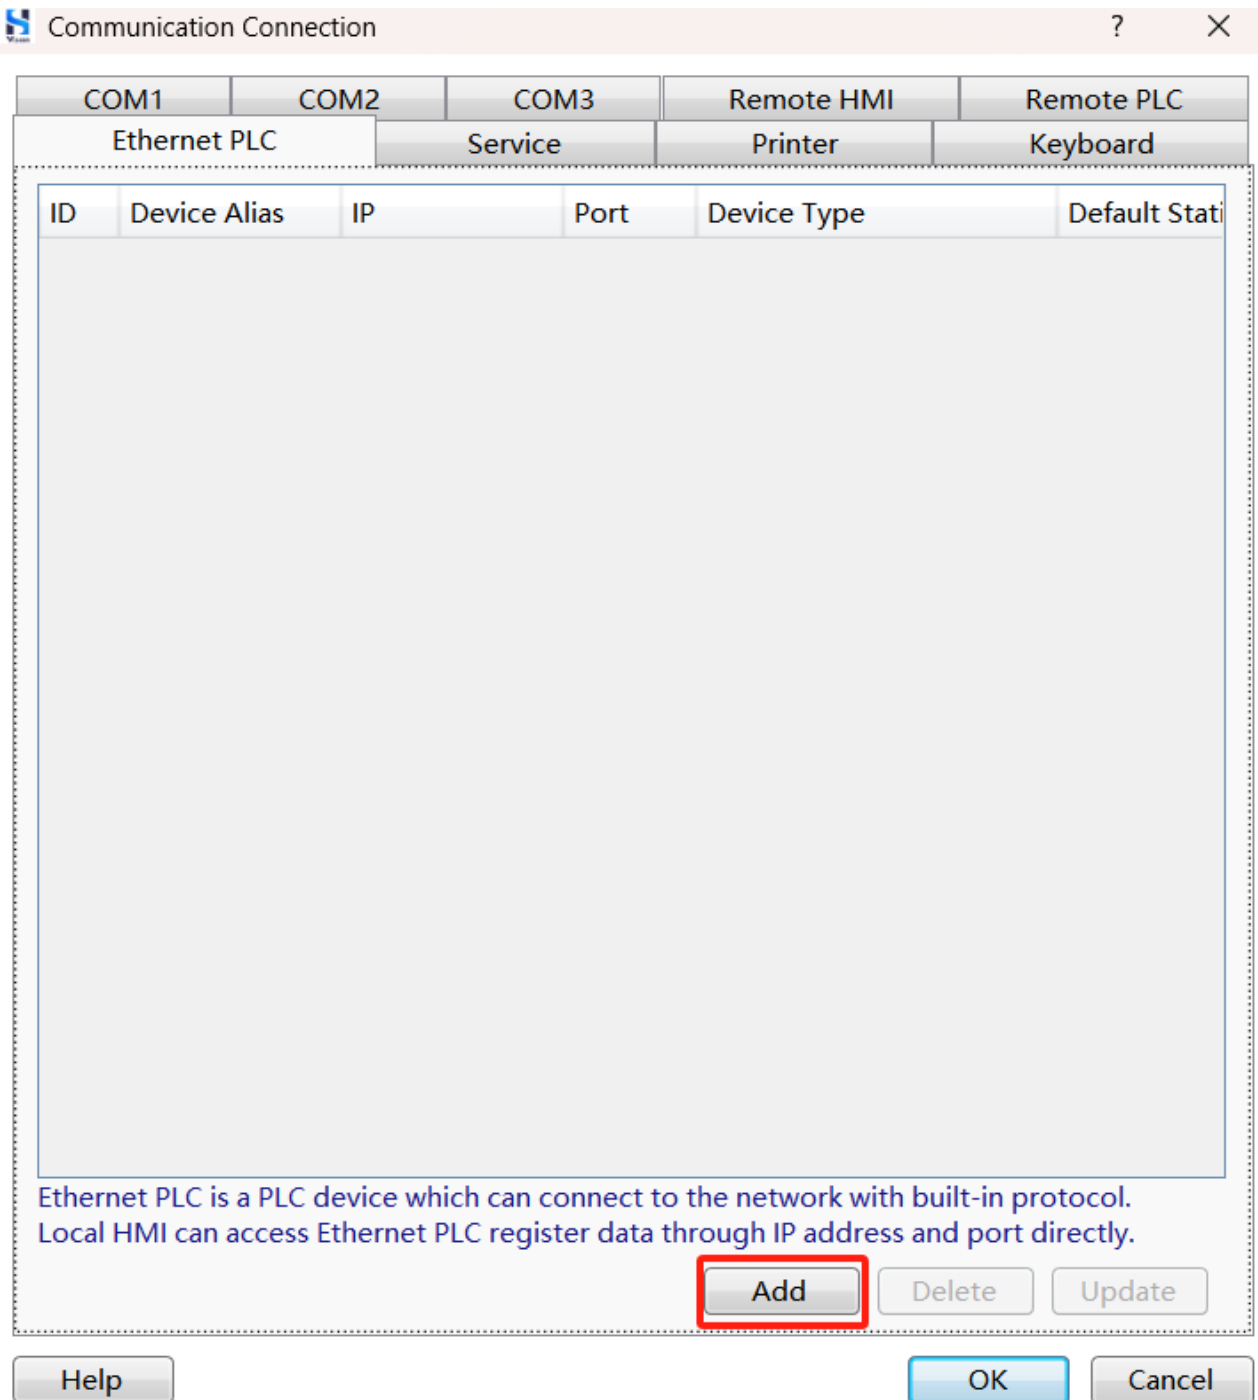 Communication Connection
COM1 COM2 COM3 Remote HMI Remote PLC
Ethernet PLC Service Printer Keyboard
ID Device Alias IP Port Device Type Default Stati
Ethernet PLC is a PLC device which can connect to the network with built-in protocol.
Local HMI can access Ethernet PLC register data through IP address and port directly.
Add Delete Update
Help OK Cancel